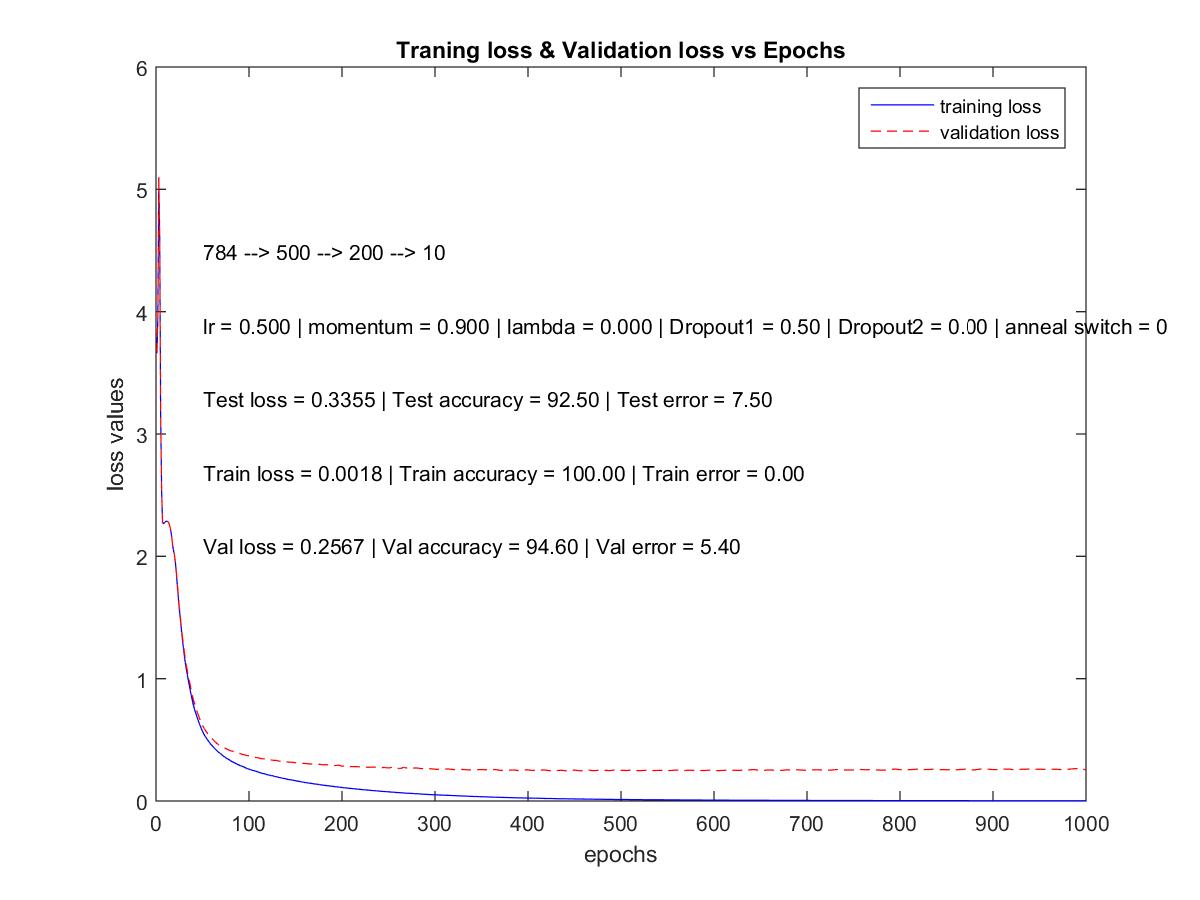 Traning loss & Validation loss vs Epochs
6
training loss
validation loss
5
784 --> 500 --> 200 --> 10
4
lr = 0.500 | momentum = 0.900 | lambda = 0.000 | Dropout1 = 0.50 | Dropout2 = 0.00 | anneal switch = 0
Test loss = 0.3355 | Test accuracy = 92.50 | Test error = 7.50
loss values
3
Train loss = 0.0018 | Train accuracy = 100.00 | Train error = 0.00
Val loss = 0.2567 | Val accuracy = 94.60 | Val error = 5.40
2
1
0
0 100 200 300 400 500 600 700 800 900 1000
epochs